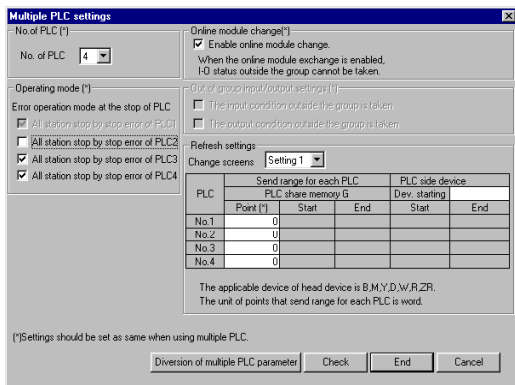 Multiple PLC settings
No.of PLC (*)
No. of PLC 4
Operating mode (*)
Error operation mode at the stop of PLC
All station stop by stop error of PLC1
All station stop by stop error of PLC2
All station stop by stop error of PLC3
All station stop by stop error of PLC4
Online module change(*)
Enable online module change.
When the online module exchange is enabled,
I-O status outside the group cannot be taken.
Out of group input/output settings (*)
The input condition outside the group is taken
The output condition outside the group is taken
Refresh settings
Change screens Setting 1
PLC Send range for each PLC PLC side device
PLC share memory G Dev. starting
Point (*) Start End Start End
No.1 0
No.2 0
No.3 0
No.4 0
The applicable device of head device is B,M,Y,D,W,R,ZR.
The unit of points that send range for each PLC is word.
(*)Settings should be set as same when using multiple PLC.
Diversion of multiple PLC parameter Check End Cancel